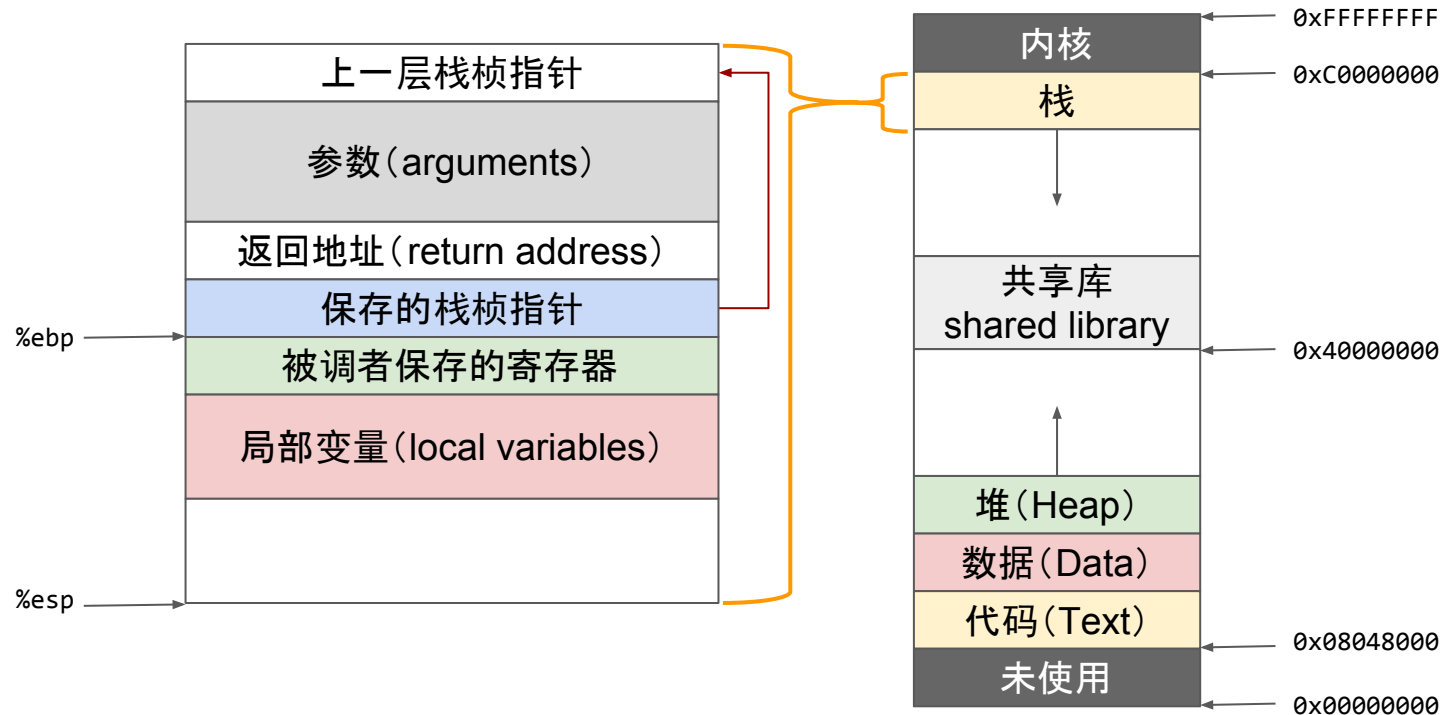 上一层栈桢指针
参数（arguments）
返回地址（return address）
保存的栈桢指针
被调者保存的寄存器
局部变量（local variables）
%ebp
%esp
内核
栈
共享库
shared library
堆（Heap）
数据（Data）
代码（Text）
未使用
0xFFFFFFFF
0xC0000000
0x40000000
0x08048000
0x00000000